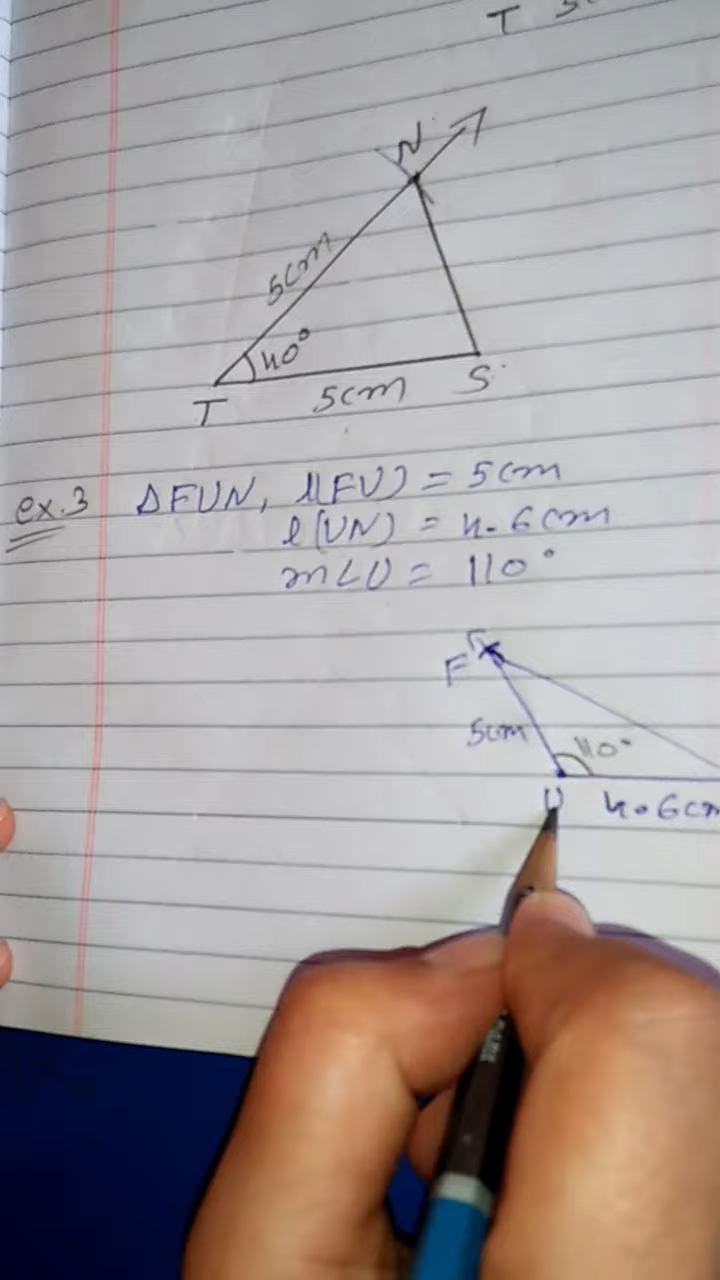 T
N
5cm
40°
T 5cm S
ex.3 ΔFUN, l(FU) = 5cm
l(UN) = 4.6cm
m∠U = 110°
F
5cm 110°
U 4.6cm